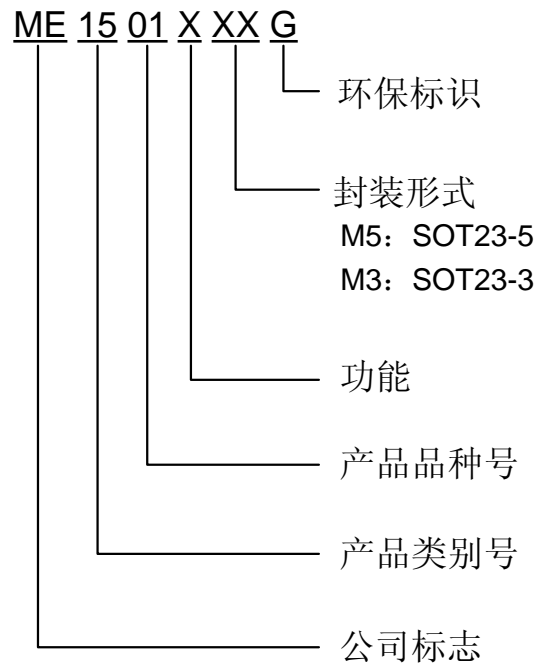 ME 15 01 X XX G
环保标识
封装形式
M5：SOT23-5
M3：SOT23-3
功能
产品品种号
产品类别号
公司标志